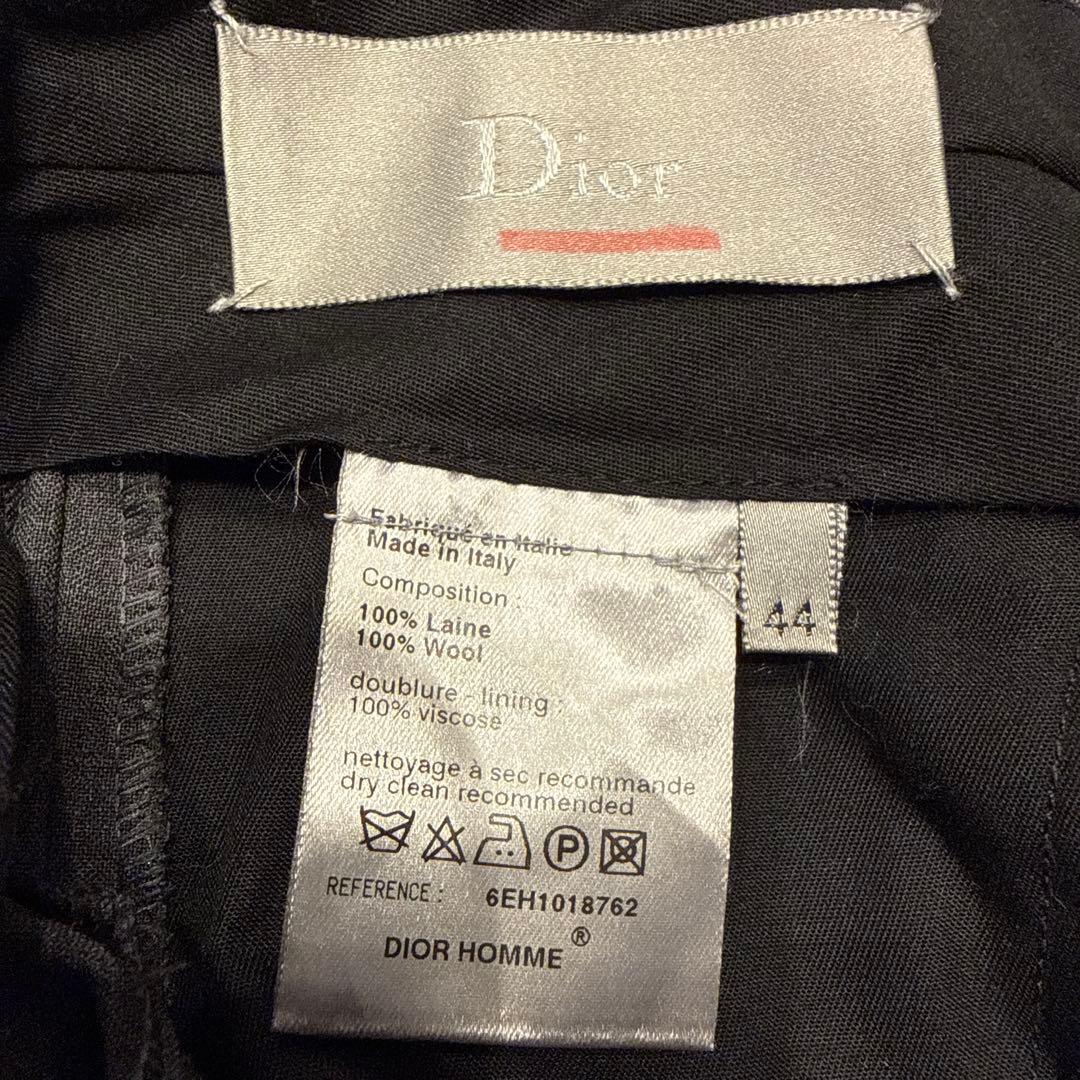 Dior
Fabriqué en Italie
Made in Italy
Composition :
100% Laine
100% Wool
44
doublure - lining :
100% viscose
nettoyage à sec recommande
dry clean recommended
P
REFERENCE : 6EH1018762
DIOR HOMME ®